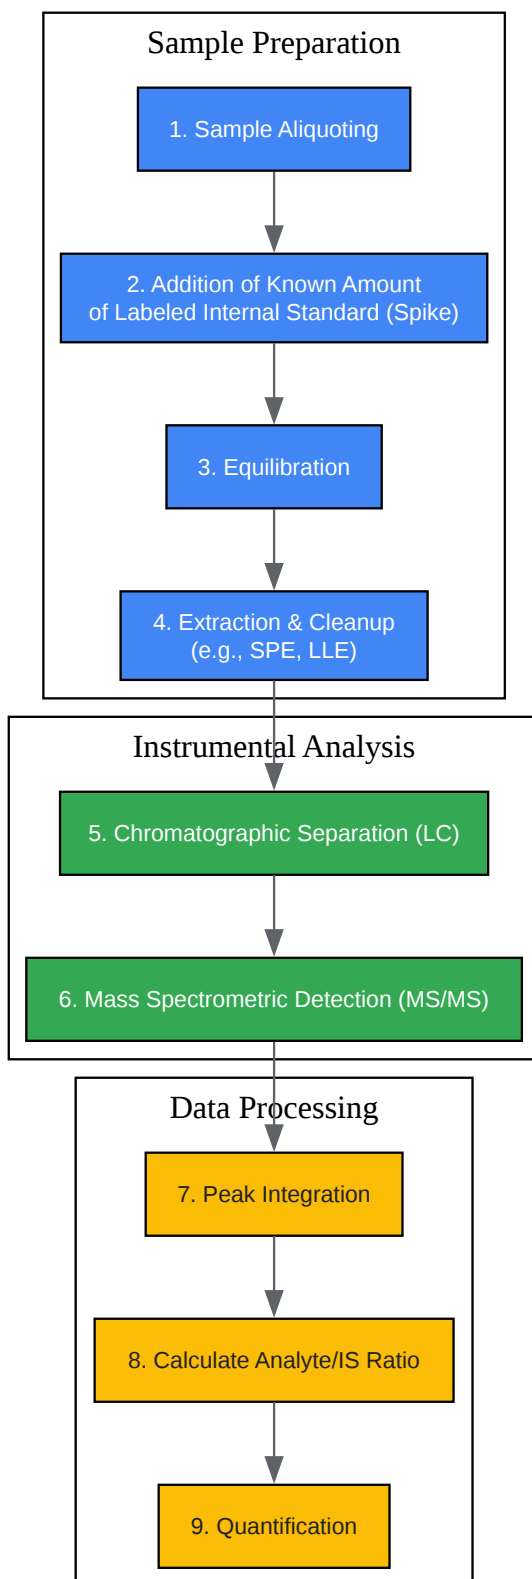 Sample Preparation
1. Sample Aliquoting
2. Addition of Known Amount
of Labeled Internal Standard (Spike)
3. Equilibration
4. Extraction & Cleanup
(e.g., SPE, LLE)
Instrumental Analysis
5. Chromatographic Separation (LC)
6. Mass Spectrometric Detection (MS/MS)
Data Processing
7. Peak Integration
8. Calculate Analyte/IS Ratio
9. Quantification